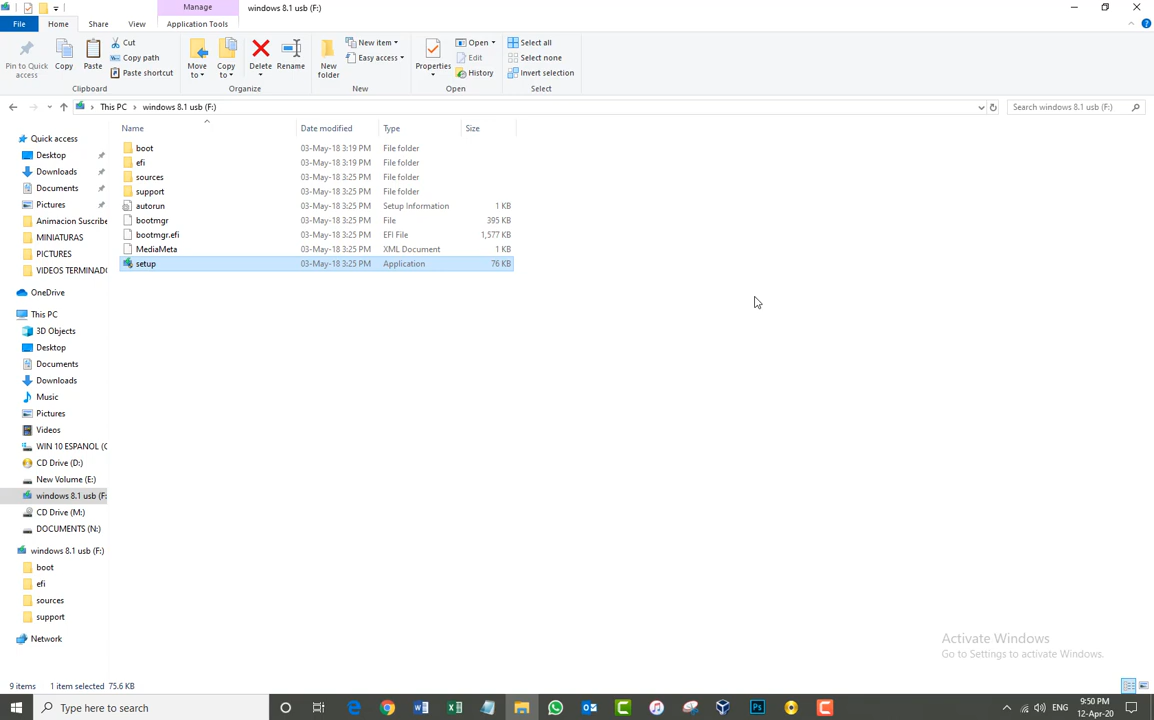 Manage
windows 8.1 usb (F:)
File
Home
Share
View
Application Tools
Pin to Quick access
Copy
Paste
Cut
Copy path
Paste shortcut
Clipboard
Move to
Copy to
Delete
Rename
Organize
New folder
New item
Easy access
New
Properties
Open
Edit
History
Open
Select all
Select none
Invert selection
Select
This PC
windows 8.1 usb (F:)
Search windows 8.1 usb (F:)
Name Date modified Type Size
boot 03-May-18 3:19 PM File folder
efi 03-May-18 3:19 PM File folder
sources 03-May-18 3:25 PM File folder
support 03-May-18 3:25 PM File folder
autorun 03-May-18 3:25 PM Setup Information 1 KB
bootmgr 03-May-18 3:25 PM File 395 KB
bootmgr.efi 03-May-18 3:25 PM EFI File 1,577 KB
MediaMeta 03-May-18 3:25 PM XML Document 1 KB
setup 03-May-18 3:25 PM Application 76 KB
Quick access
Desktop
Downloads
Documents
Pictures
Animacion Suscribe
MINIATURAS
PICTURES
VIDEOS TERMINADO
OneDrive
This PC
3D Objects
Desktop
Documents
Downloads
Music
Pictures
Videos
WIN 10 ESPANOL (C
CD Drive (D:)
New Volume (E:)
windows 8.1 usb (F:
CD Drive (M:)
DOCUMENTS (N:)
windows 8.1 usb (F:)
boot
efi
sources
support
Network
Activate Windows
Go to Settings to activate Windows.
9 items 1 item selected 75.6 KB
Type here to search
ENG
9:50 PM
12-Apr-20